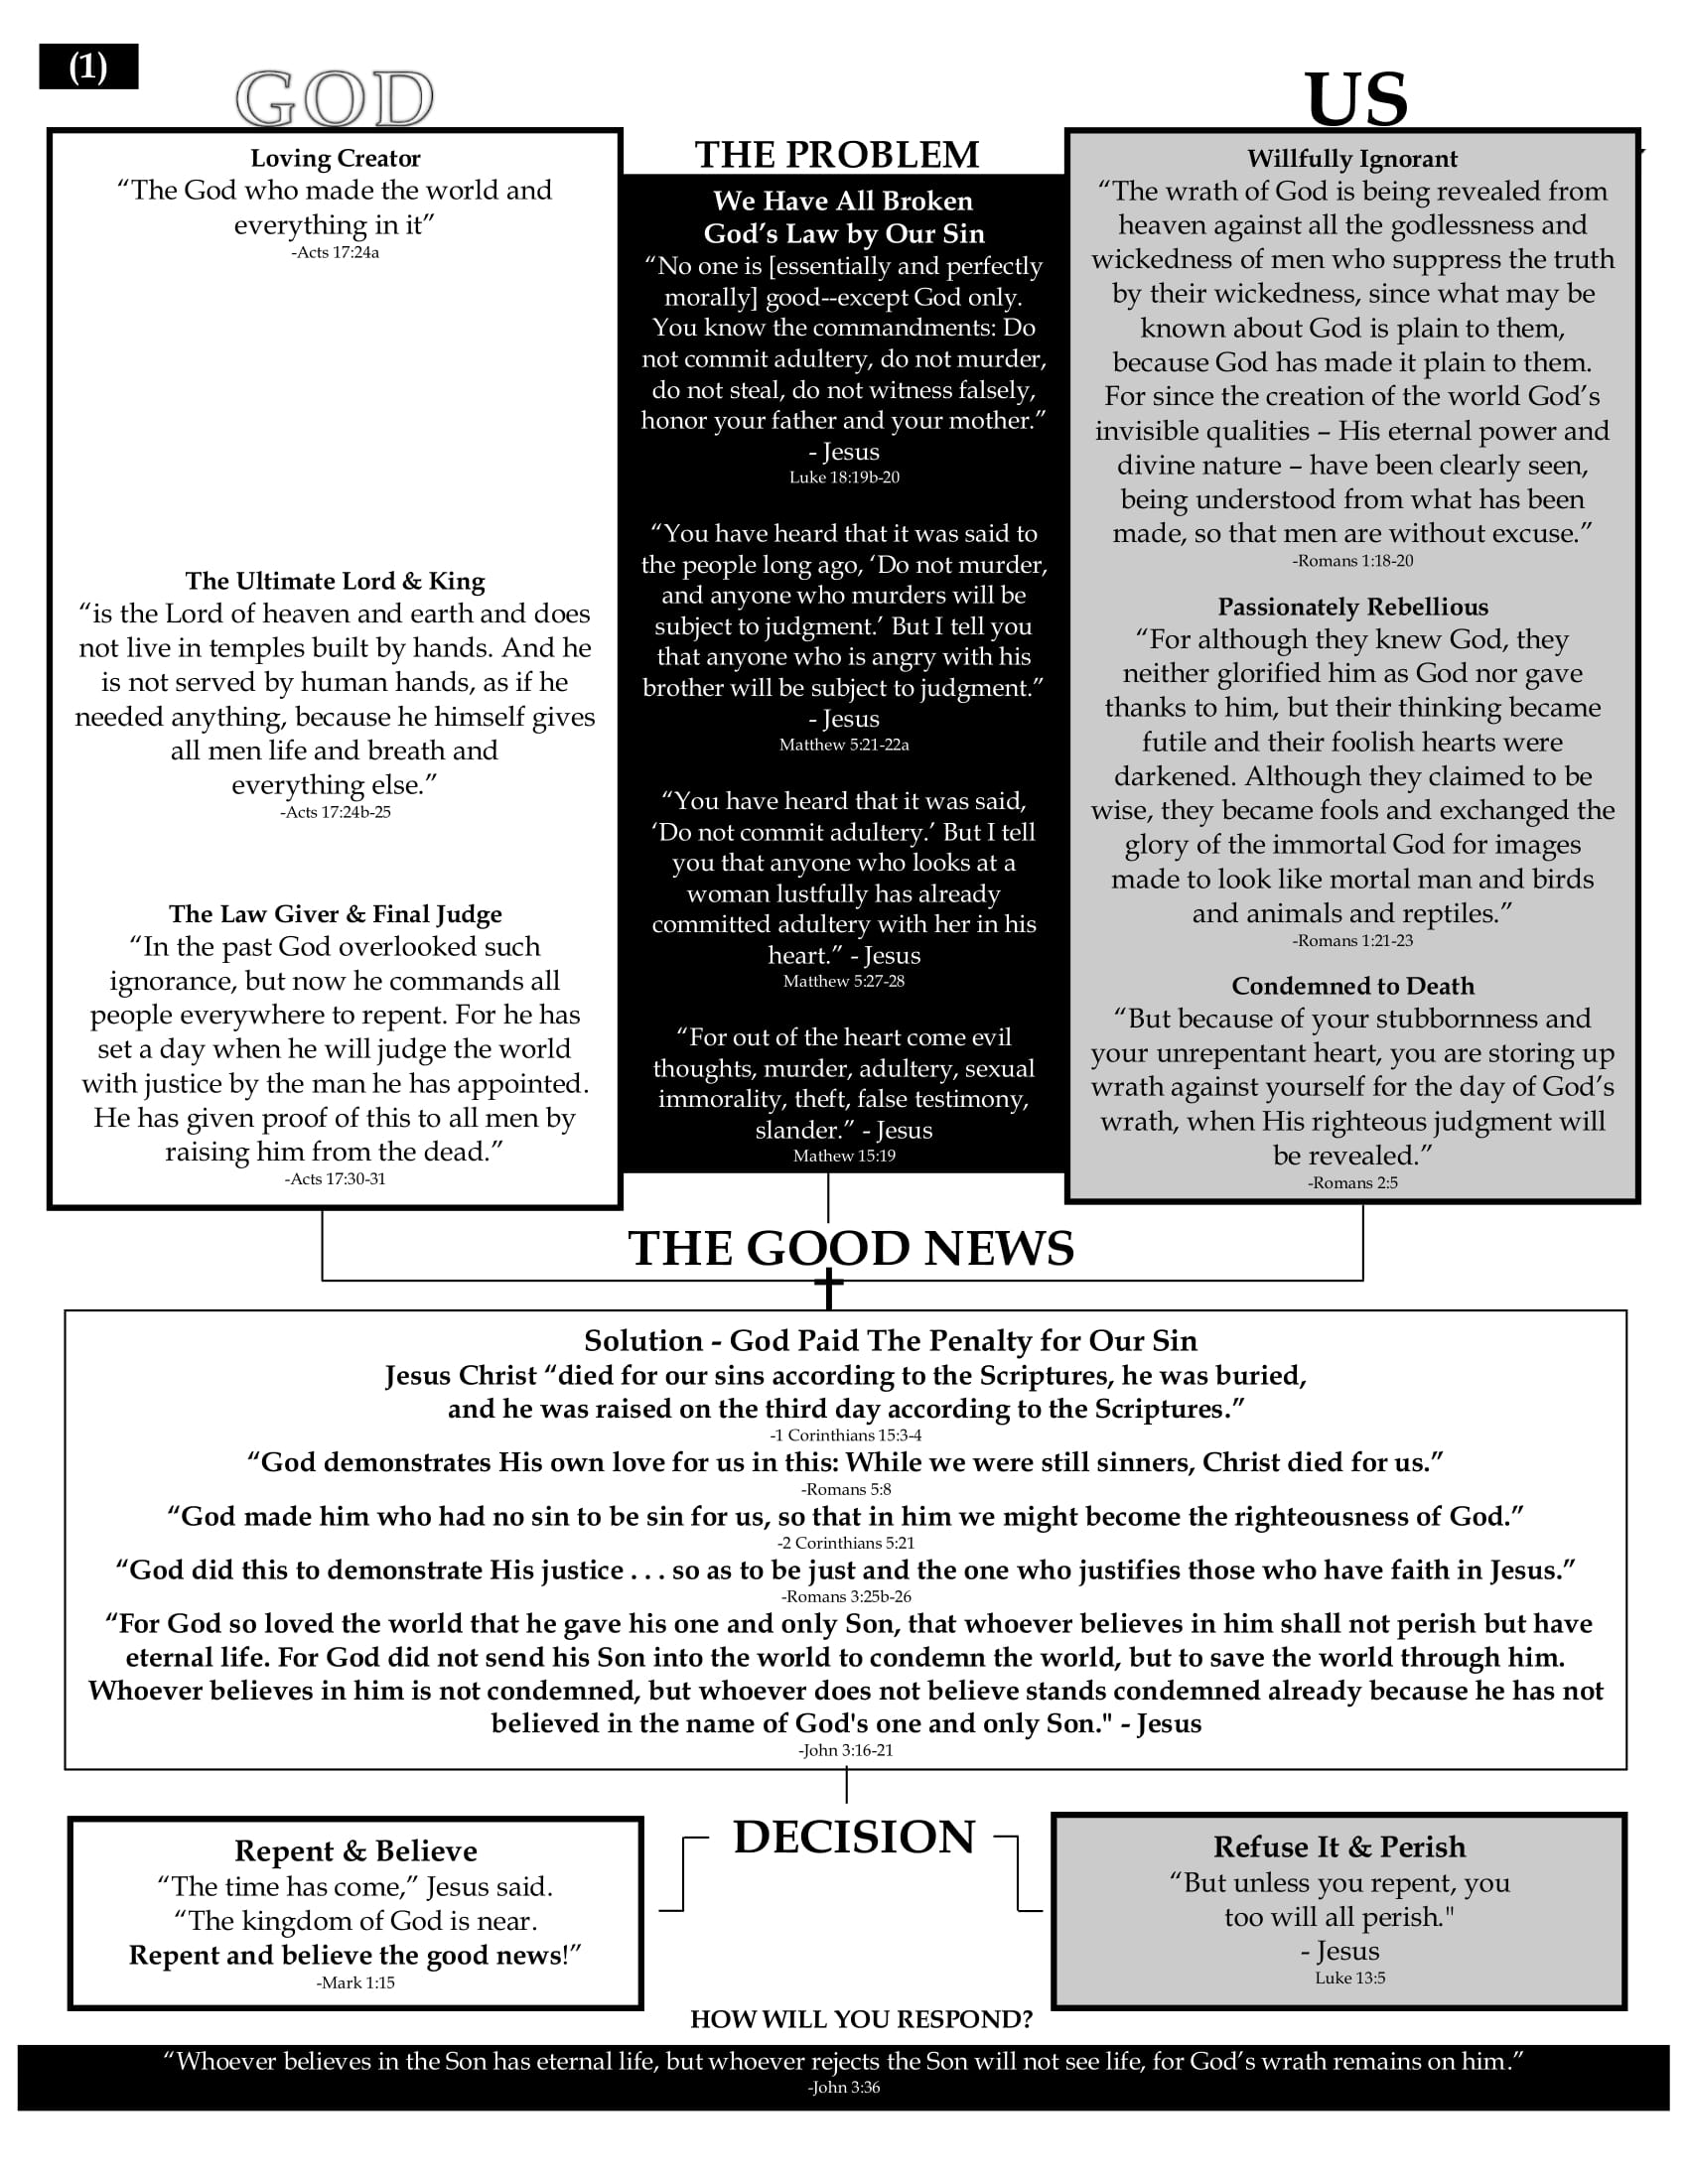 (1)
GOD
Loving Creator
“The God who made the world and
everything in it”
-Acts 17:24a
The Ultimate Lord & King
“is the Lord of heaven and earth and does
not live in temples built by hands. And he
is not served by human hands, as if he
needed anything, because he himself gives
all men life and breath and
everything else.”
-Acts 17:24b-25
The Law Giver & Final Judge
“In the past God overlooked such
ignorance, but now he commands all
people everywhere to repent. For he has
set a day when he will judge the world
with justice by the man he has appointed.
He has given proof of this to all men by
raising him from the dead.”
-Acts 17:30-31
THE PROBLEM
We Have All Broken
God’s Law by Our Sin
“No one is [essentially and perfectly
morally] good--except God only.
You know the commandments: Do
not commit adultery, do not murder,
do not steal, do not witness falsely,
honor your father and your mother.”
- Jesus
Luke 18:19b-20
“You have heard that it was said to
the people long ago, ‘Do not murder,
and anyone who murders will be
subject to judgment.’ But I tell you
that anyone who is angry with his
brother will be subject to judgment.”
- Jesus
Matthew 5:21-22a
“You have heard that it was said,
‘Do not commit adultery.’ But I tell
you that anyone who looks at a
woman lustfully has already
committed adultery with her in his
heart.” - Jesus
Matthew 5:27-28
“For out of the heart come evil
thoughts, murder, adultery, sexual
immorality, theft, false testimony,
slander.” - Jesus
Mathew 15:19
US
Willfully Ignorant
“The wrath of God is being revealed from
heaven against all the godlessness and
wickedness of men who suppress the truth
by their wickedness, since what may be
known about God is plain to them,
because God has made it plain to them.
For since the creation of the world God’s
invisible qualities – His eternal power and
divine nature – have been clearly seen,
being understood from what has been
made, so that men are without excuse.”
-Romans 1:18-20
Passionately Rebellious
“For although they knew God, they
neither glorified him as God nor gave
thanks to him, but their thinking became
futile and their foolish hearts were
darkened. Although they claimed to be
wise, they became fools and exchanged the
glory of the immortal God for images
made to look like mortal man and birds
and animals and reptiles.”
-Romans 1:21-23
Condemned to Death
“But because of your stubbornness and
your unrepentant heart, you are storing up
wrath against yourself for the day of God’s
wrath, when His righteous judgment will
be revealed.”
-Romans 2:5
THE GOOD NEWS
Solution - God Paid The Penalty for Our Sin
Jesus Christ “died for our sins according to the Scriptures, he was buried,
and he was raised on the third day according to the Scriptures.”
-1 Corinthians 15:3-4
“God demonstrates His own love for us in this: While we were still sinners, Christ died for us.”
-Romans 5:8
“God made him who had no sin to be sin for us, so that in him we might become the righteousness of God.”
-2 Corinthians 5:21
“God did this to demonstrate His justice . . . so as to be just and the one who justifies those who have faith in Jesus.”
-Romans 3:25b-26
“For God so loved the world that he gave his one and only Son, that whoever believes in him shall not perish but have
eternal life. For God did not send his Son into the world to condemn the world, but to save the world through him.
Whoever believes in him is not condemned, but whoever does not believe stands condemned already because he has not
believed in the name of God's one and only Son." - Jesus
-John 3:16-21
DECISION
Repent & Believe
“The time has come,” Jesus said.
“The kingdom of God is near.
Repent and believe the good news!”
-Mark 1:15
Refuse It & Perish
“But unless you repent, you
too will all perish."
- Jesus
Luke 13:5
HOW WILL YOU RESPOND?
“Whoever believes in the Son has eternal life, but whoever rejects the Son will not see life, for God’s wrath remains on him.”
-John 3:36